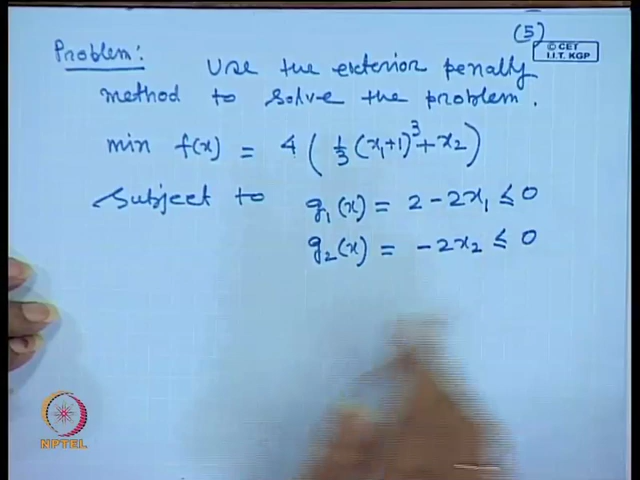 (5)
© CET
I.I.T. KGP
Problem: Use the exterior penalty
method to solve the problem.
min f(x) = 4 ( 1/3 (x₁+1)³ + x₂ )
Subject to g₁(x) = 2 - 2x₁ ≤ 0
g₂(x) = - 2x₂ ≤ 0
NPTEL